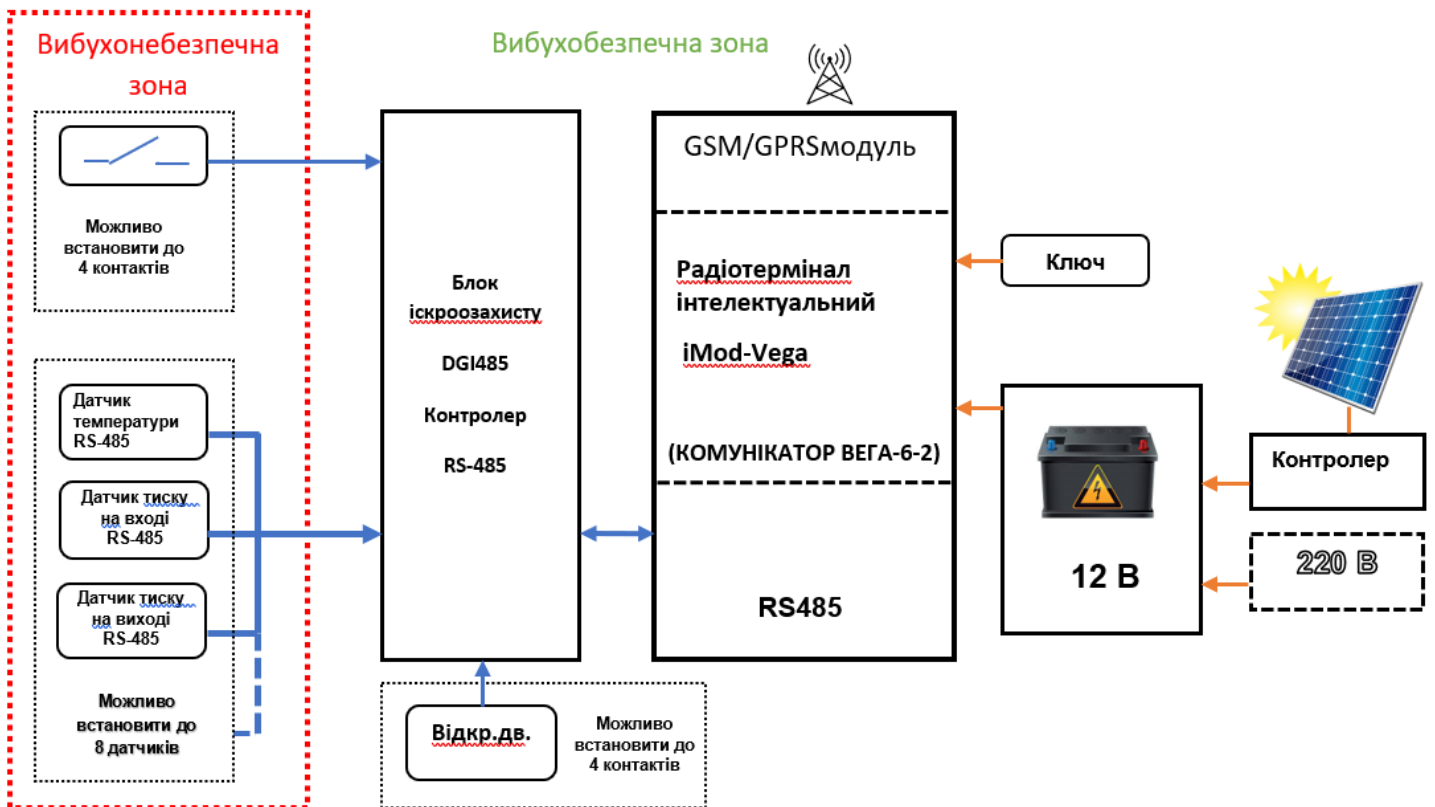 Вибухонебезпечна
зона
Вибухобезпечна зона
Можливо
встановити до
4 контактів
Датчик
температури
RS-485
Датчик тиску
на вході
RS-485
Датчик тиску
на виході
RS-485
Можливо
встановити до
8 датчиків
Блок
іскроозахисту
DGI485
Контролер
RS-485
Відкр.дв.
Можливо
встановити до
4 контактів
GSM/GPRSмодуль
Радіотермінал
інтелектуальний
iMod-Vega
(КОМУНІКАТОР ВЕГА-6-2)
RS485
Ключ
12 В
Контролер
220 В